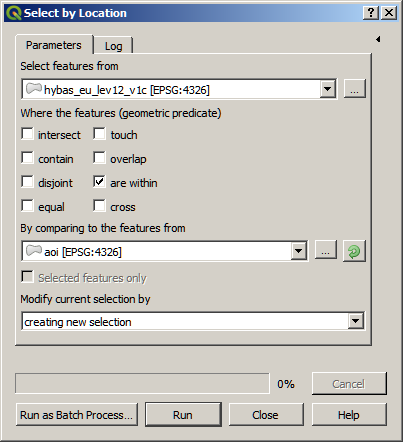 Select by Location
Parameters Log
Select features from
hybas_eu_lev12_v1c [EPSG:4326] ...
Where the features (geometric predicate)
intersect touch
contain overlap
disjoint are within
equal cross
By comparing to the features from
aoi [EPSG:4326] ...
Selected features only
Modify current selection by
creating new selection
0% Cancel
Run as Batch Process... Run Close Help